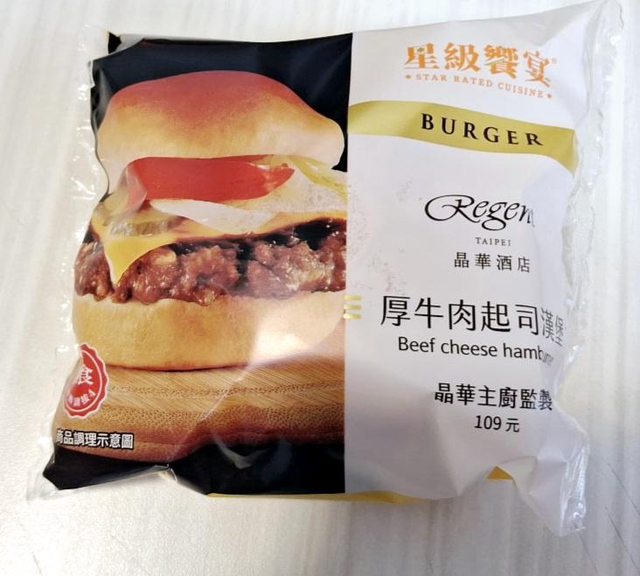 星級饗宴
STAR RATED CUISINE
BURGER
Regent
TAIPEI
晶華酒店
厚牛肉起司漢堡
Beef cheese hamburger
晶華主廚監製
109元
商品調理示意圖